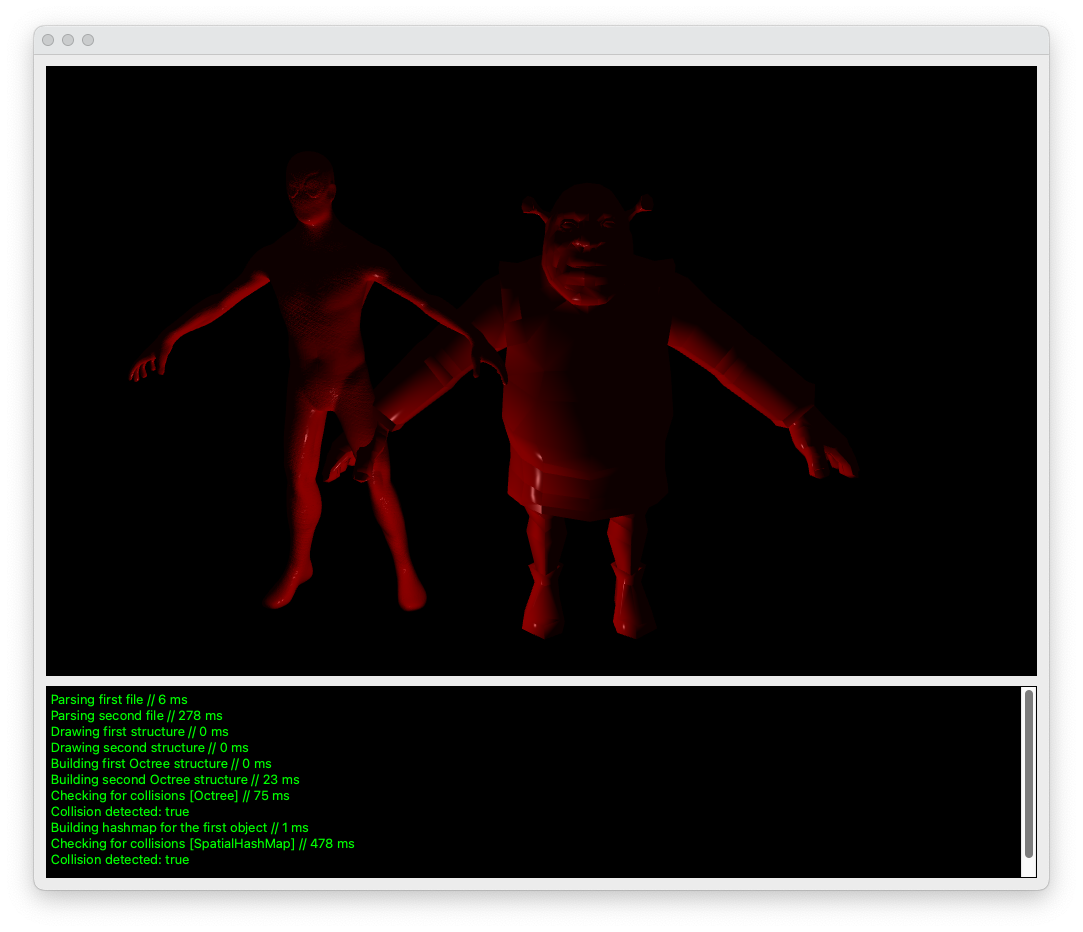 Parsing first file // 6 ms
Parsing second file // 278 ms
Drawing first structure // 0 ms
Drawing second structure // 0 ms
Building first Octree structure // 0 ms
Building second Octree structure // 23 ms
Checking for collisions [Octree] // 75 ms
Collision detected: true
Building hashmap for the first object // 1 ms
Checking for collisions [SpatialHashMap] // 478 ms
Collision detected: true